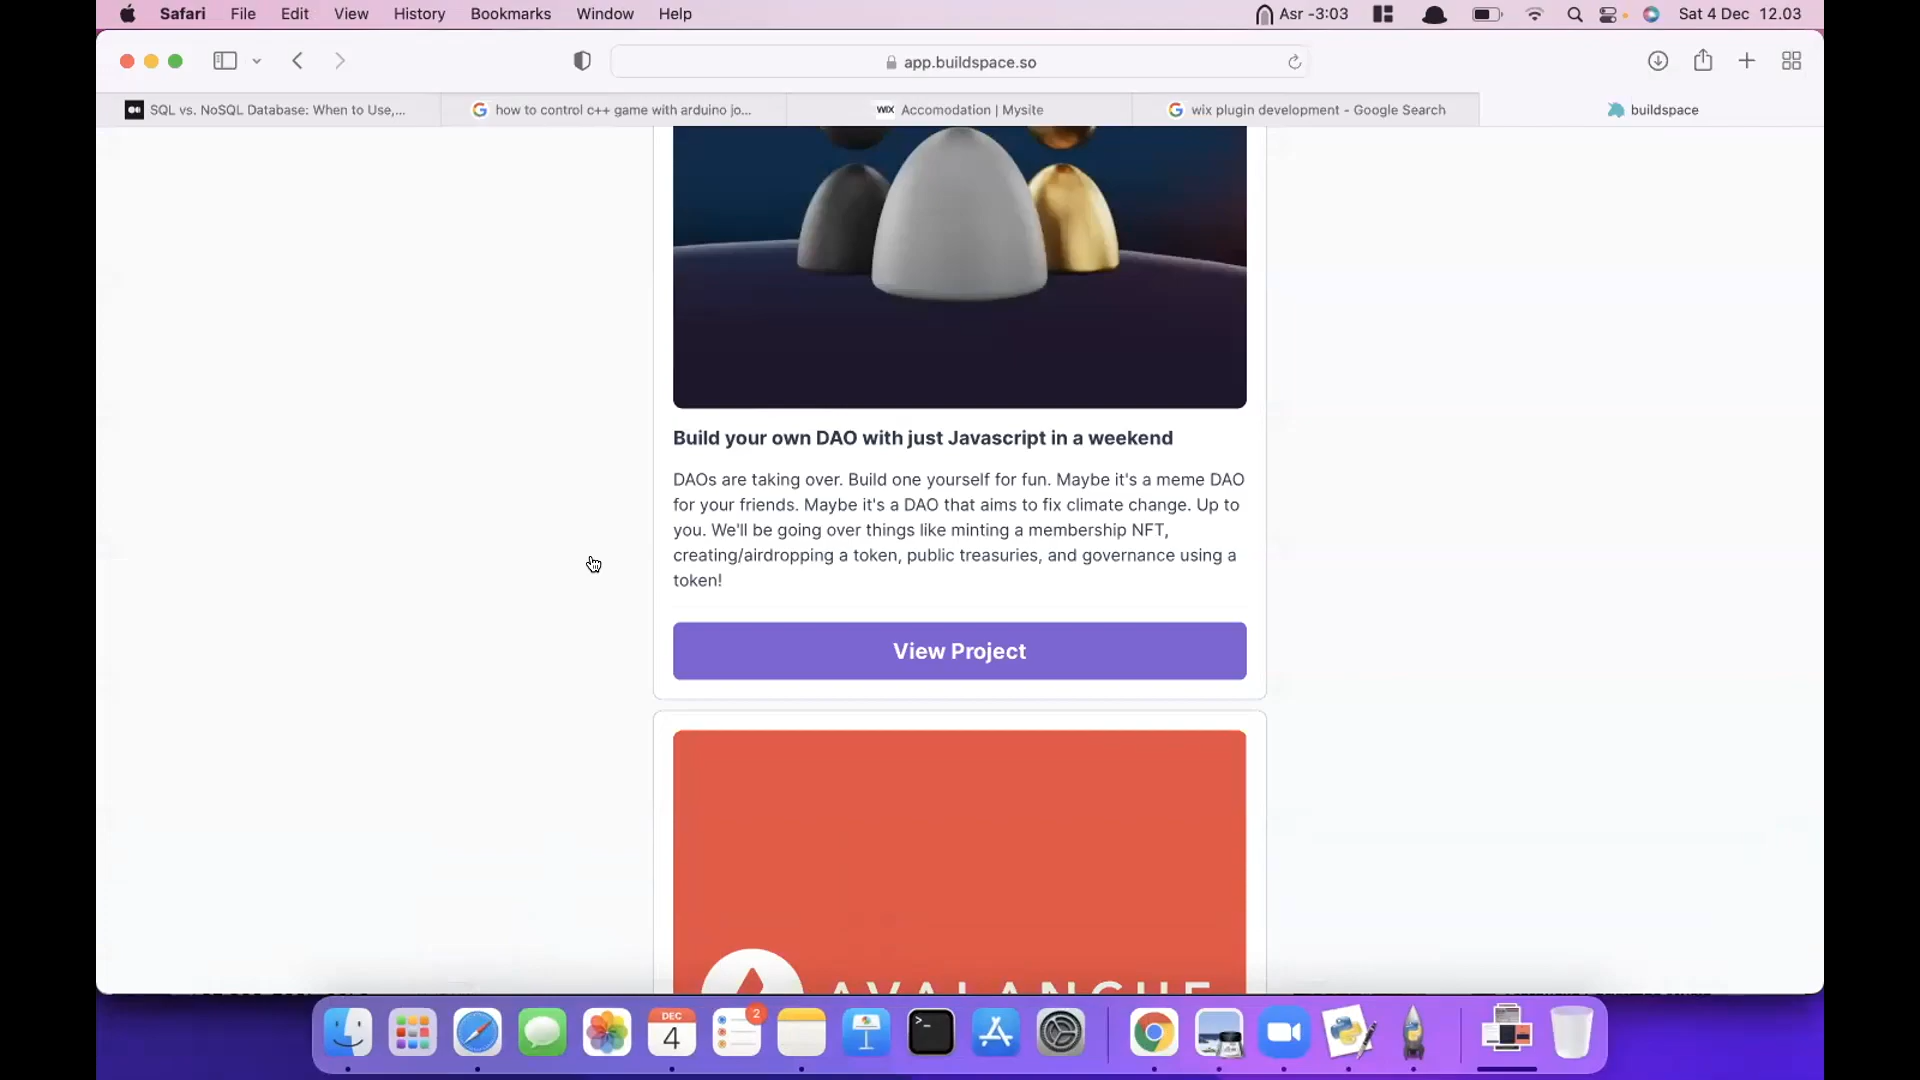 Safari File Edit View History Bookmarks Window Help Asr -3:03 Sat 4 Dec 12.03
app.buildspace.so
SQL vs. NoSQL Database: When to Use,... how to control c++ game with arduino jo... WIX Accomodation | Mysite wix plugin development - Google Search buildspace
Build your own DAO with just Javascript in a weekend
DAOs are taking over. Build one yourself for fun. Maybe it's a meme DAO
for your friends. Maybe it's a DAO that aims to fix climate change. Up to
you. We'll be going over things like minting a membership NFT,
creating/airdropping a token, public treasuries, and governance using a
token!
View Project
AVALANCHE
DEC
4
2